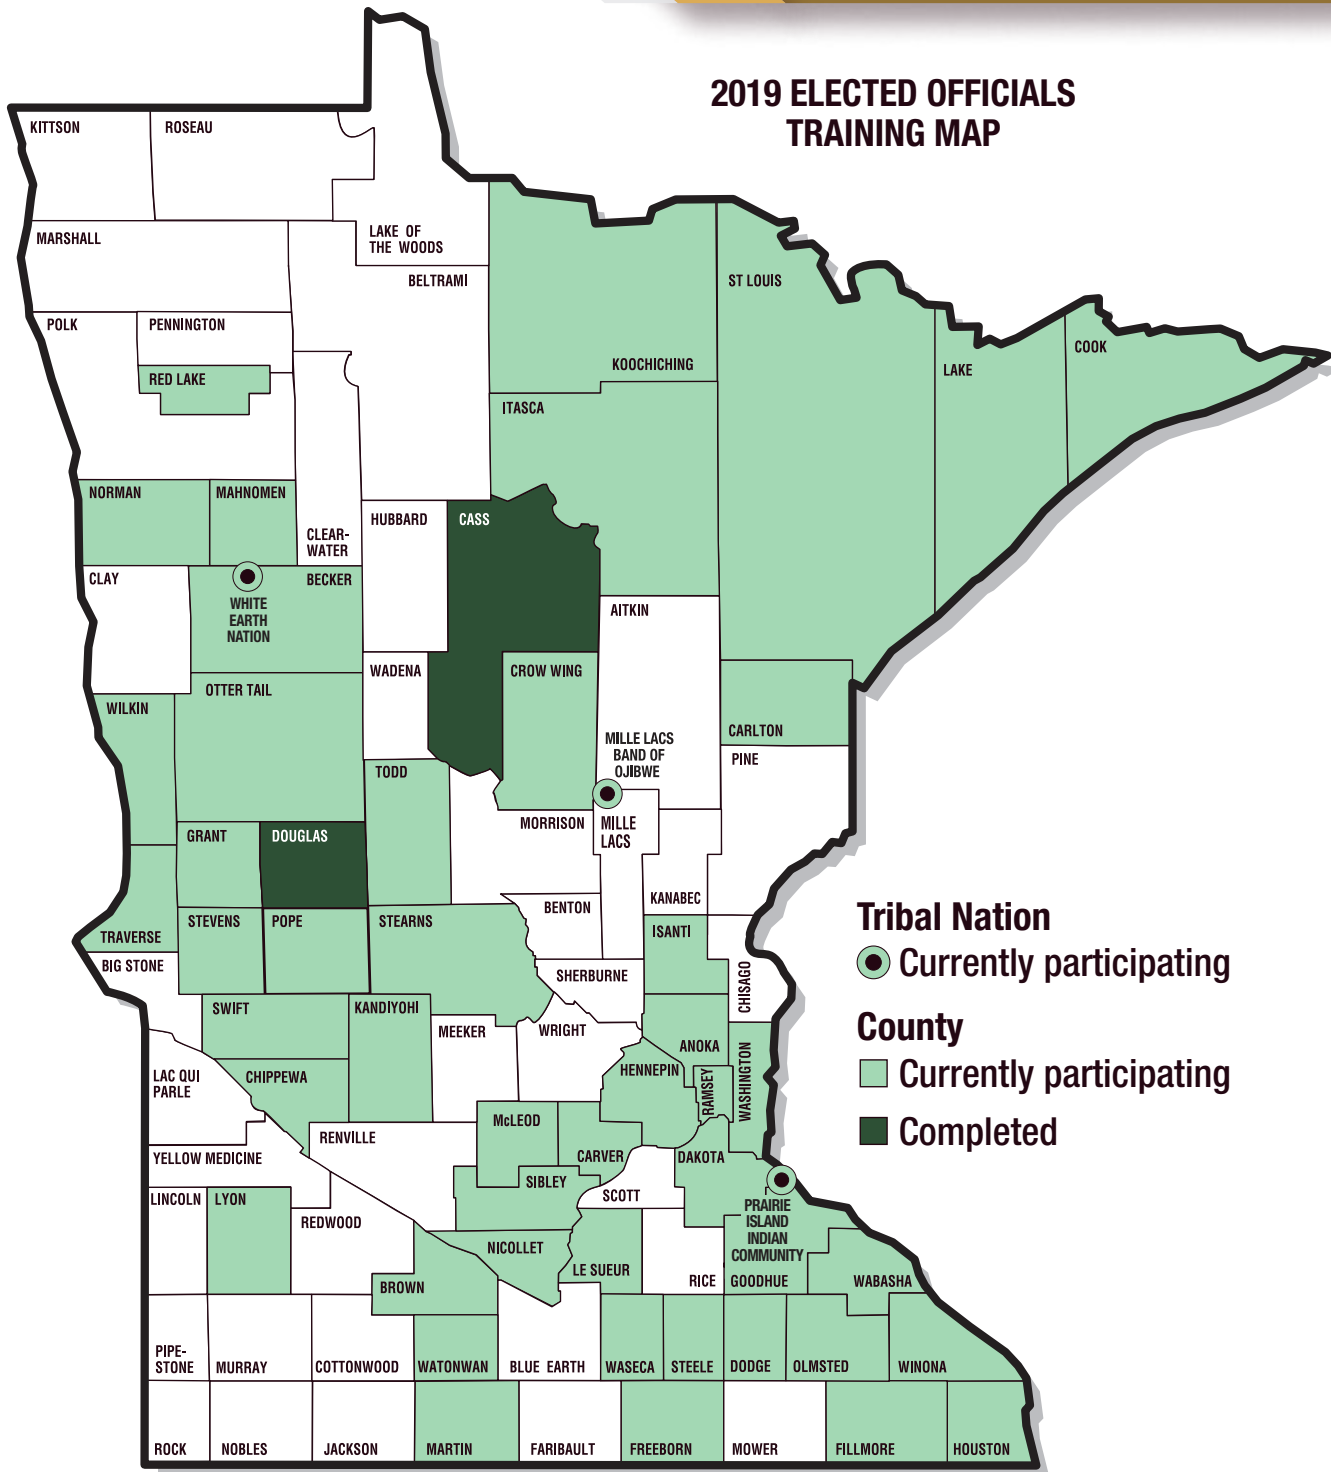 2019 ELECTED OFFICIALS
TRAINING MAP
KITTSON
ROSEAU
LAKE OF
THE WOODS
MARSHALL
BELTRAMI
ST LOUIS
POLK
PENNINGTON
KOOCHICHING
COOK
LAKE
RED LAKE
ITASCA
NORMAN
MAHNOMEN
CLEAR-
WATER
HUBBARD
CASS
CLAY
BECKER
WHITE
EARTH
NATION
AITKIN
WADENA
CROW WING
OTTER TAIL
WILKIN
CARLTON
MILLE LACS
BAND OF
OJIBWE
PINE
TODD
MORRISON
MILLE
LACS
GRANT
DOUGLAS
KANABEC
BENTON
STEVENS
POPE
STEARNS
ISANTI
TRAVERSE
BIG STONE
SHERBURNE
CHISAGO
Tribal Nation
Currently participating
County
Currently participating
Completed
SWIFT
KANDIYOHI
MEEKER
WRIGHT
ANOKA
HENNEPIN
RAMSEY
WASHINGTON
LAC QUI
PARLE
CHIPPEWA
McLEOD
RENVILLE
CARVER
DAKOTA
YELLOW MEDICINE
SIBLEY
SCOTT
LINCOLN
LYON
REDWOOD
PRAIRIE
ISLAND
INDIAN
COMMUNITY
NICOLLET
LE SUEUR
RICE
GOODHUE
WABASHA
BROWN
PIPE-
STONE
MURRAY
COTTONWOOD
WATONWAN
BLUE EARTH
WASECA
STEELE
DODGE
OLMSTED
WINONA
ROCK
NOBLES
JACKSON
MARTIN
FARIBAULT
FREEBORN
MOWER
FILLMORE
HOUSTON